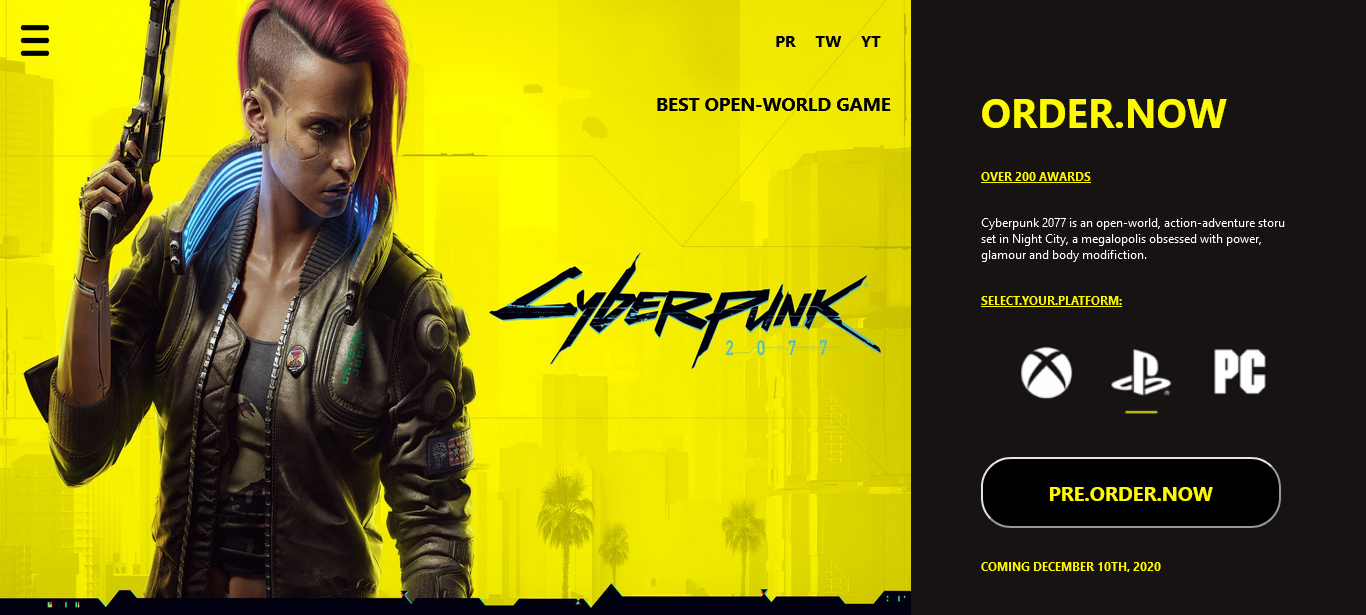 PR TW YT
BEST OPEN-WORLD GAME
Cyberpunk
2077
ORDER.NOW
OVER 200 AWARDS
Cyberpunk 2077 is an open-world, action-adventure storu
set in Night City, a megalopolis obsessed with power,
glamour and body modifiction.
SELECT.YOUR.PLATFORM:
PC
PRE.ORDER.NOW
COMING DECEMBER 10TH, 2020